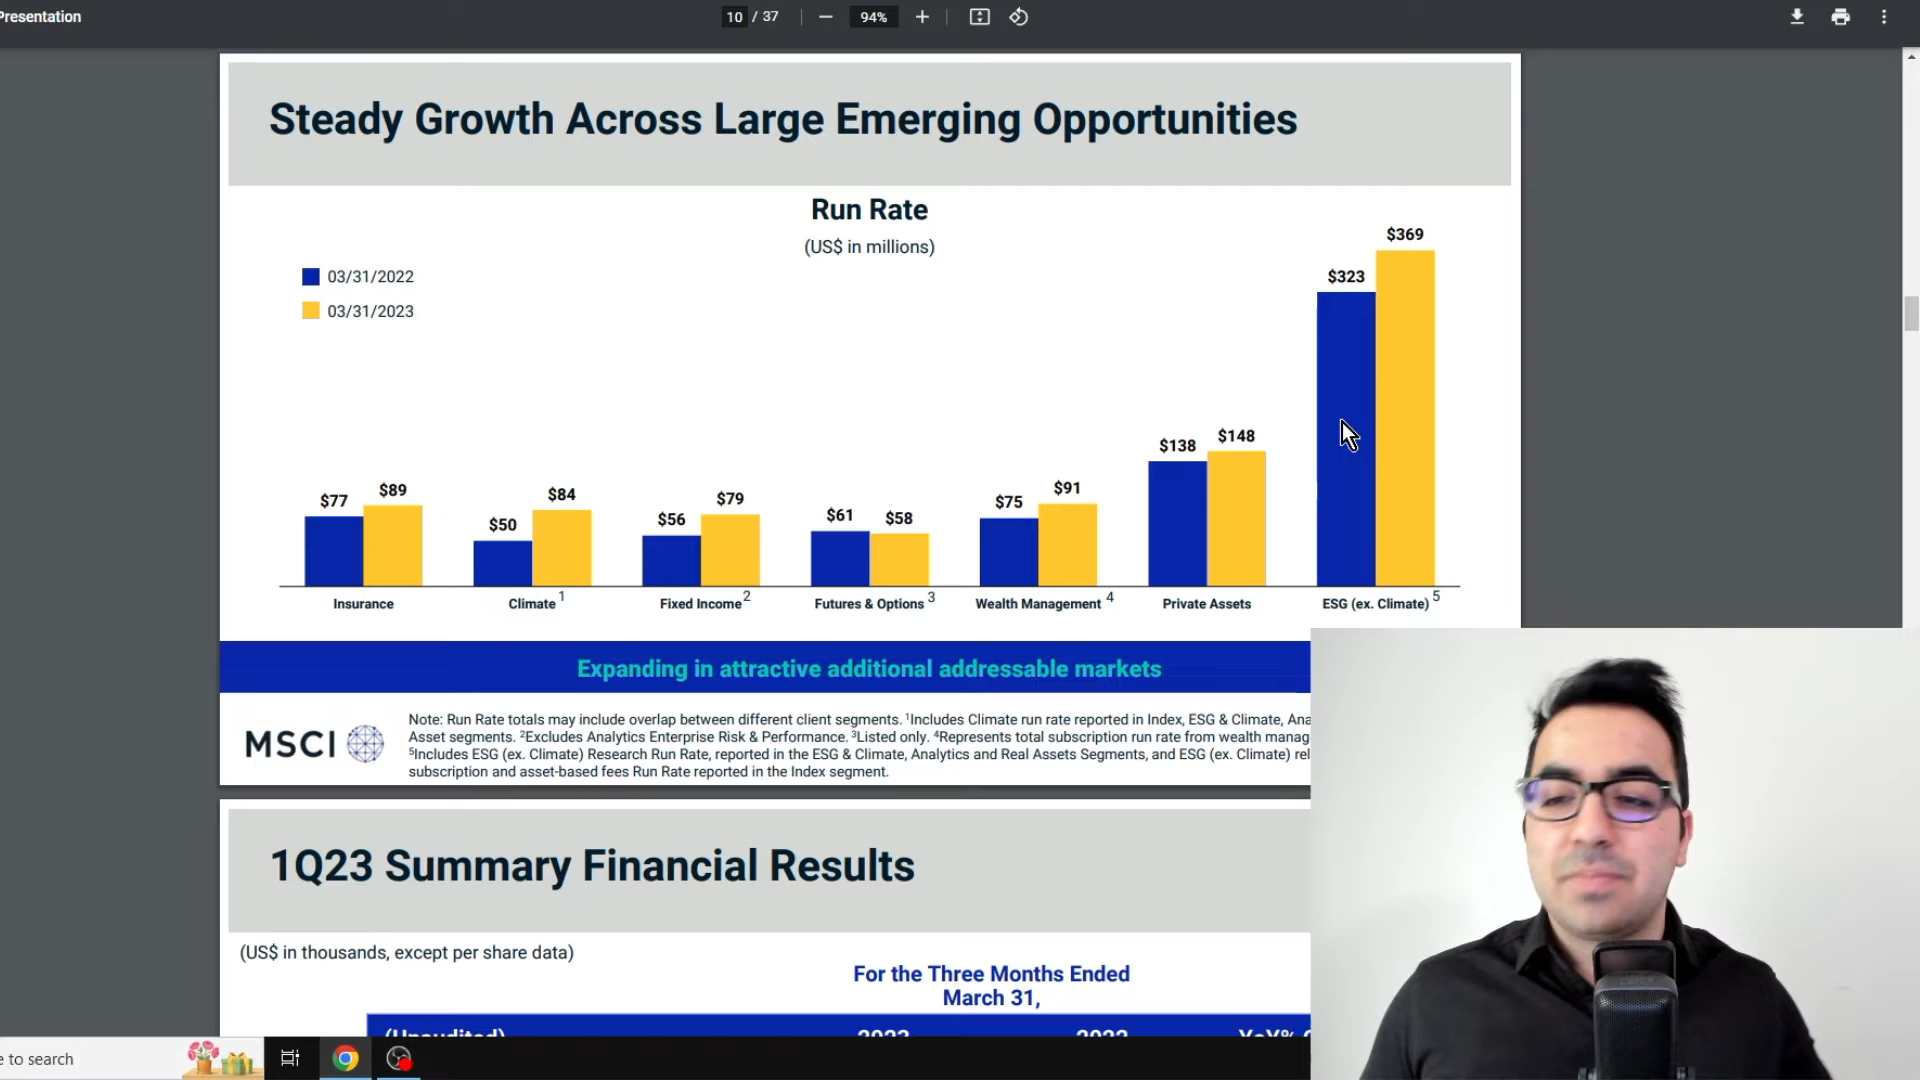 Presentation
10 / 37
94%
Steady Growth Across Large Emerging Opportunities
Run Rate
(US$ in millions)
03/31/2022
03/31/2023
$77
$89
$50
$84
$56
$79
$61
$58
$75
$91
$138
$148
$323
$369
Insurance
Climate 1
Fixed Income 2
Futures & Options 3
Wealth Management 4
Private Assets
ESG (ex. Climate) 5
Expanding in attractive additional addressable markets
MSCI
Note: Run Rate totals may include overlap between different client segments. 1Includes Climate run rate reported in Index, ESG & Climate, Ana
Asset segments. 2Excludes Analytics Enterprise Risk & Performance. 3Listed only. 4Represents total subscription run rate from wealth manag
5Includes ESG (ex. Climate) Research Run Rate, reported in the ESG & Climate, Analytics and Real Assets Segments, and ESG (ex. Climate) rel
subscription and asset-based fees Run Rate reported in the Index segment.
1Q23 Summary Financial Results
(US$ in thousands, except per share data)
For the Three Months Ended
March 31,
(Unaudited) 2023 2022 YoY%
e to search